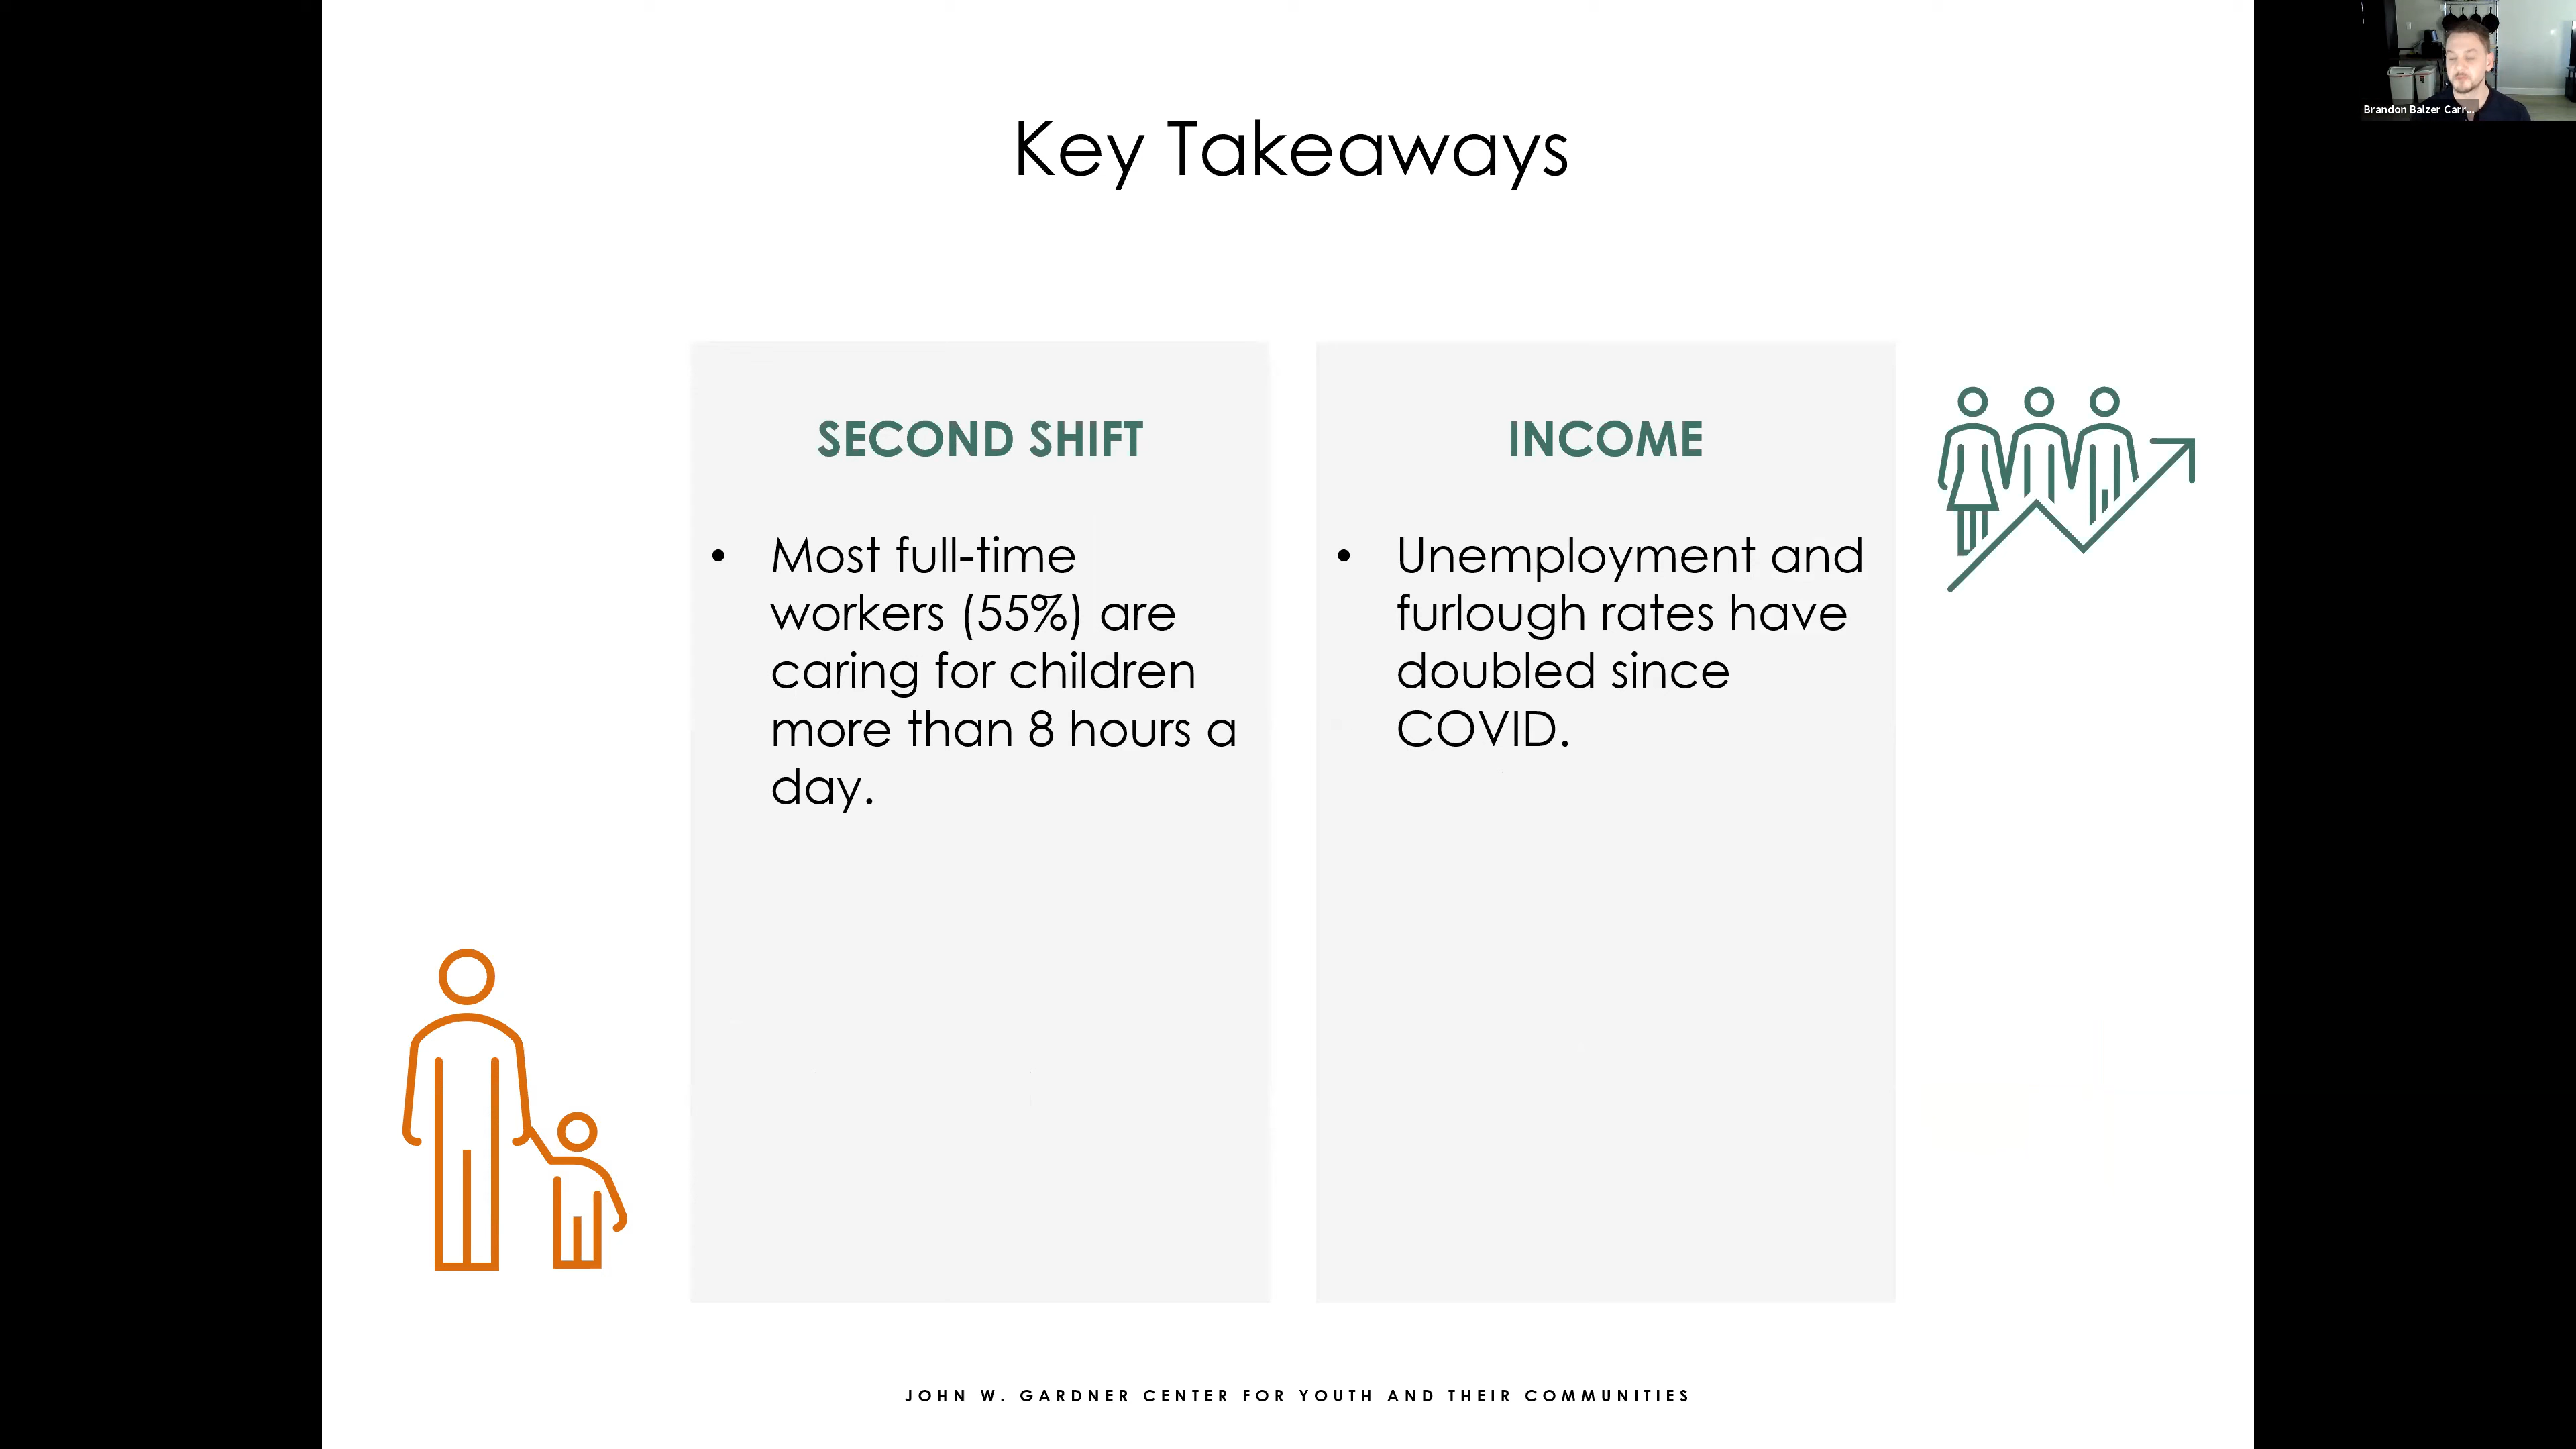 Brandon Balzer Carr...
Key Takeaways
SECOND SHIFT
• Most full-time
workers (55%) are
caring for children
more than 8 hours a
day.
INCOME
• Unemployment and
furlough rates have
doubled since
COVID.
JOHN W. GARDNER CENTER FOR YOUTH AND THEIR COMMUNITIES